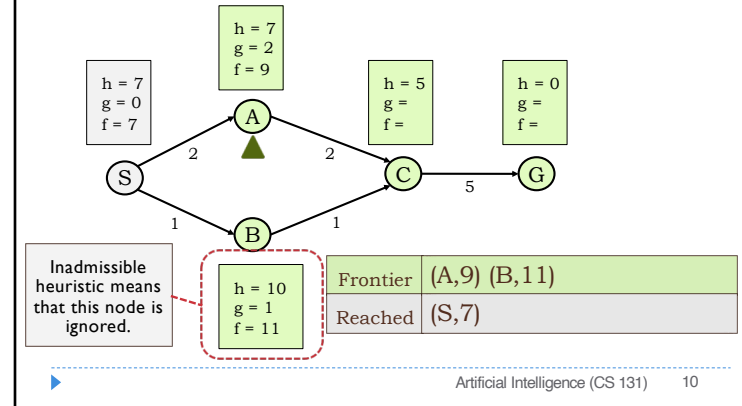 h = 7
g = 2
f = 9
h = 7
g = 0
f = 7
h = 5
g =
f =
h = 0
g =
f =
A
2
2
S
C
5
G
1
1
B
Inadmissible
heuristic means
that this node is
ignored.
h = 10
g = 1
f = 11
Frontier (A,9) (B,11)
Reached (S,7)
Artificial Intelligence (CS 131) 10